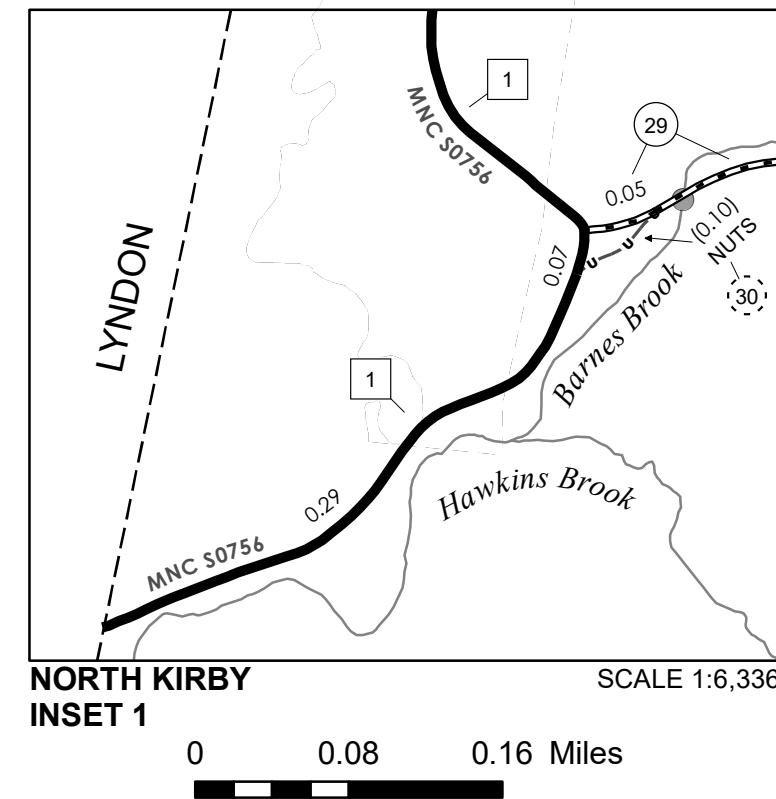 1
MNC S0756
29
0.05
(0.10)
NUTS
30
0.07
LYNDON
Barnes Brook
1
Hawkins Brook
0.29
MNC S0756
NORTH KIRBY
INSET 1
SCALE 1:6,336
0 0.08 0.16 Miles